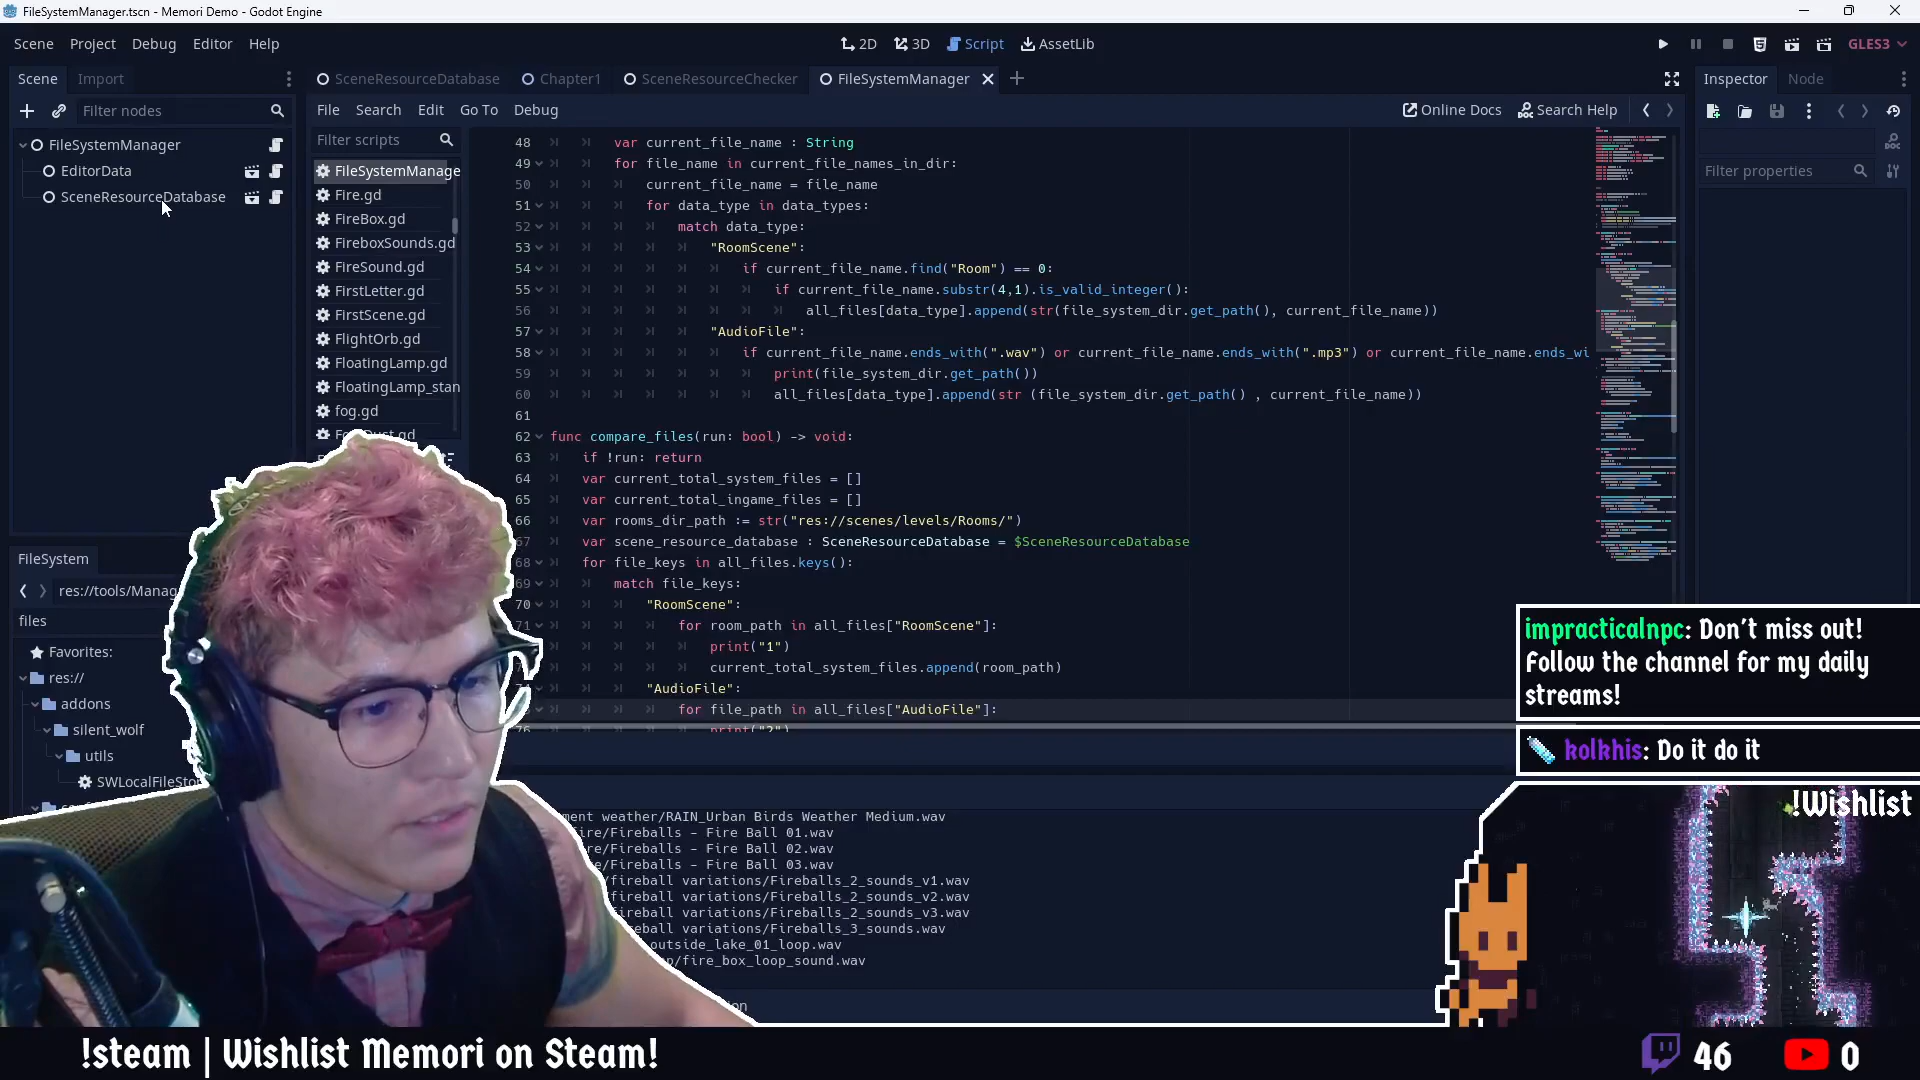 FileSystemManager.tscn - Memori Demo - Godot Engine
Scene Project Debug Editor Help
2D 3D Script AssetLib
GLES3
Scene Import
SceneResourceDatabase Chapter1 SceneResourceChecker FileSystemManager
Inspector Node
Filter nodes
File Search Edit Go To Debug
Online Docs Search Help
Filter scripts
Filter properties
FileSystemManager
EditorData
SceneResourceDatabase
FileSystemManage
Fire.gd
FireBox.gd
FireboxSounds.gd
FireSound.gd
FirstLetter.gd
FirstScene.gd
FlightOrb.gd
FloatingLamp.gd
FloatingLamp_stan
fog.gd
48 var current_file_name : String
49 for file_name in current_file_names_in_dir:
50 current_file_name = file_name
51 for data_type in data_types:
52 match data_type:
53 "RoomScene":
54 if current_file_name.find("Room") == 0:
55 if current_file_name.substr(4,1).is_valid_integer():
56 all_files[data_type].append(str(file_system_dir.get_path(), current_file_name))
57 "AudioFile":
58 if current_file_name.ends_with(".wav") or current_file_name.ends_with(".mp3") or current_file_name.ends_wi
59 print(file_system_dir.get_path())
60 all_files[data_type].append(str (file_system_dir.get_path() , current_file_name))
61
62 func compare_files(run: bool) -> void:
63 if !run: return
64 var current_total_system_files = []
65 var current_total_ingame_files = []
66 var rooms_dir_path := str("res://scenes/levels/Rooms/")
67 var scene_resource_database : SceneResourceDatabase = $SceneResourceDatabase
68 for file_keys in all_files.keys():
69 match file_keys:
70 "RoomScene":
71 for room_path in all_files["RoomScene"]:
print("1")
current_total_system_files.append(room_path)
"AudioFile":
for file_path in all_files["AudioFile"]:
76 print("2")
FileSystem
res://tools/Manag
files
Favorites:
res://
addons
silent_wolf
utils
SWLocalFileSto
ment weather/RAIN_Urban Birds Weather Medium.wav
ire/Fireballs - Fire Ball 01.wav
re/Fireballs - Fire Ball 02.wav
e/Fireballs - Fire Ball 03.wav
fireball variations/Fireballs_2_sounds_v1.wav
fireball variations/Fireballs_2_sounds_v2.wav
ireball variations/Fireballs_2_sounds_v3.wav
ireball variations/Fireballs_3_sounds.wav
outside_lake_01_loop.wav
/fire_box_loop_sound.wav
impracticalnpc: Don't miss out!
Follow the channel for my daily
streams!
kolkhis: Do it do it
!Wishlist
!steam | Wishlist Memori on Steam!
46 0